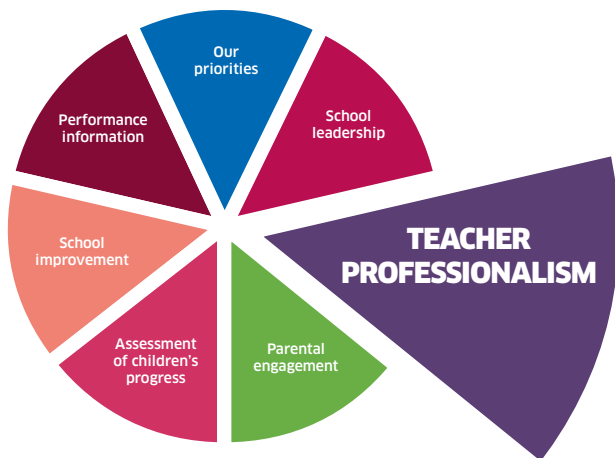 Our
priorities
School
leadership
TEACHER
PROFESSIONALISM
Parental
engagement
Assessment
of children's
progress
School
improvement
Performance
information